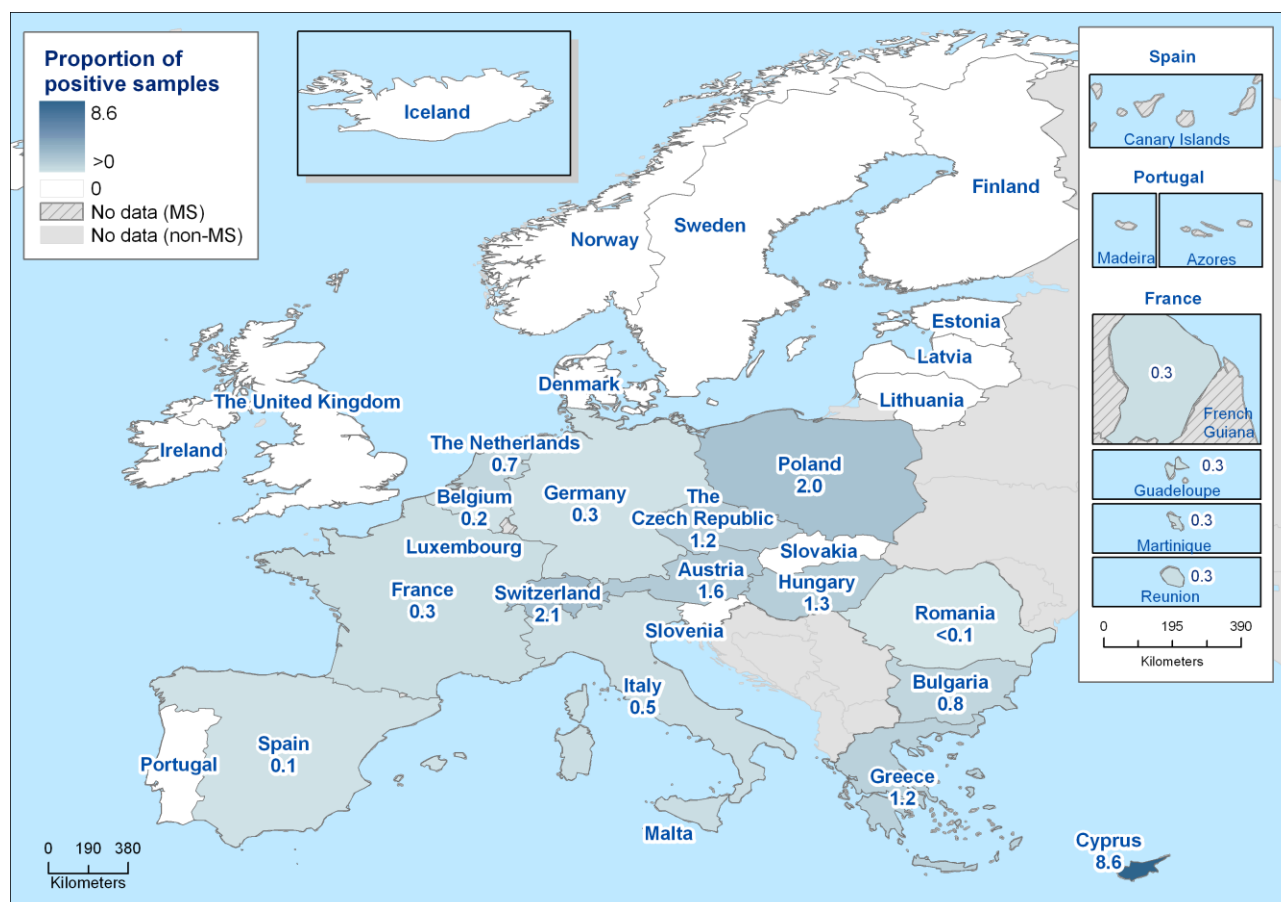 Proportion of
positive samples
8.6
>0
0
No data (MS)
No data (non-MS)
Iceland
Norway
Sweden
Finland
Estonia
Latvia
Lithuania
Denmark
The United Kingdom
Ireland
The Netherlands
0.7
Belgium
0.2
Luxembourg
Germany
0.3
Poland
2.0
The
Czech Republic
1.2
Slovakia
Austria
1.6
Hungary
1.3
France
0.3
Switzerland
2.1
Slovenia
Romania
<0.1
Bulgaria
0.8
Italy
0.5
Spain
0.1
Portugal
Greece
1.2
Malta
Cyprus
8.6
0 190 380
Kilometers
Spain
Canary Islands
Portugal
Madeira
Azores
France
0.3
French
Guiana
0.3
Guadeloupe
0.3
Martinique
0.3
Reunion
0 195 390
Kilometers